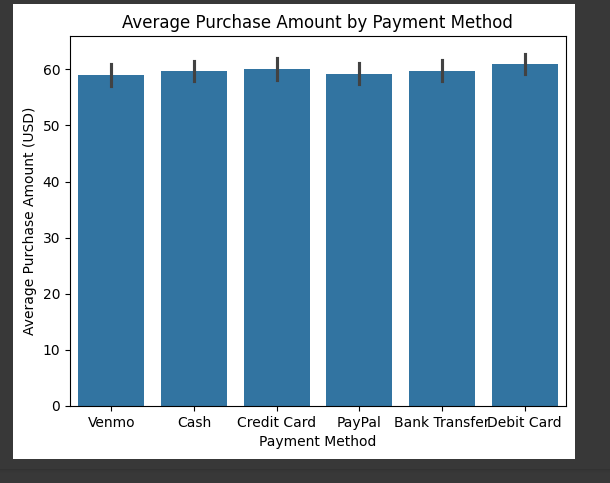 Average Purchase Amount by Payment Method
Average Purchase Amount (USD)
60
50
40
30
20
10
0
Venmo Cash Credit Card PayPal Bank Transfer Debit Card
Payment Method